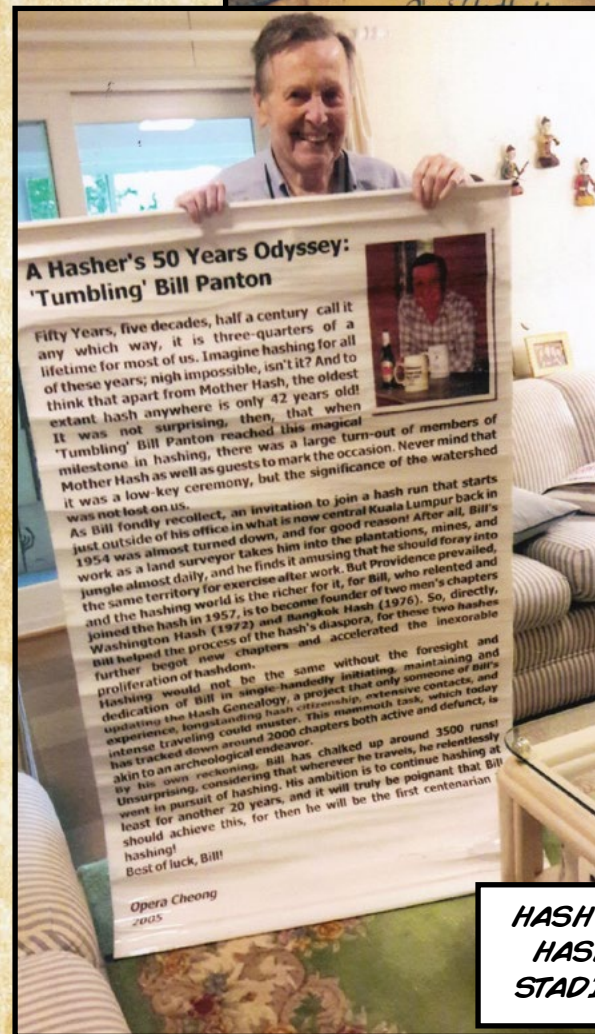 A Hasher's 50 Years Odyssey:
'Tumbling' Bill Panton
Fifty Years, five decades, half a century call it
any which way, it is three-quarters of a
lifetime for most of us. Imagine hashing for all
of these years; nigh impossible, isn't it? And to
think that apart from Mother Hash, the oldest
extant hash anywhere is only 42 years old!
It was not surprising, then, that when
'Tumbling' Bill Panton reached this magical
milestone in hashing, there was a large turn-out of members of
Mother Hash as well as guests to mark the occasion. Never mind that
it was a low-key ceremony, but the significance of the watershed
was not lost on us.
As Bill fondly recollect, an invitation to join a hash run that starts
just outside of his office in what is now central Kuala Lumpur back in
1954 was almost turned down, and for good reason! After all, Bill's
work as a land surveyor takes him into the plantations, mines, and
jungle almost daily, and he finds it amusing that he should foray into
the same territory for exercise after work. But Providence prevailed,
and the hashing world is the richer for it, for Bill, who relented and
joined the hash in 1957, is to become founder of two men's chapters
Washington Hash (1972) and Bangkok Hash (1976). So, directly,
Bill helped the process of the hash's diaspora, for these two hashes
further begot new chapters and accelerated the inexorable
proliferation of hashdom.
Hashing would not be the same without the foresight and
dedication of Bill in single-handedly initiating, maintaining and
updating the Hash Genealogy, a project that only someone of Bill's
experience, longstanding hash citizenship, extensive contacts, and
intense traveling could muster. This mammoth task, which today
has tracked down around 2000 chapters both active and defunct, is
akin to an archeological endeavor.
By his own reckoning, Bill has chalked up around 3500 runs!
Unsurprising, considering that wherever he travels, he relentlessly
went in pursuit of hashing. His ambition is to continue hashing at
least for another 20 years, and it will truly be poignant that Bill
should achieve this, for then he will be the first centenarian
hashing!
Best of luck, Bill!
Opera Cheong
2005
HASH
HAS
STADI